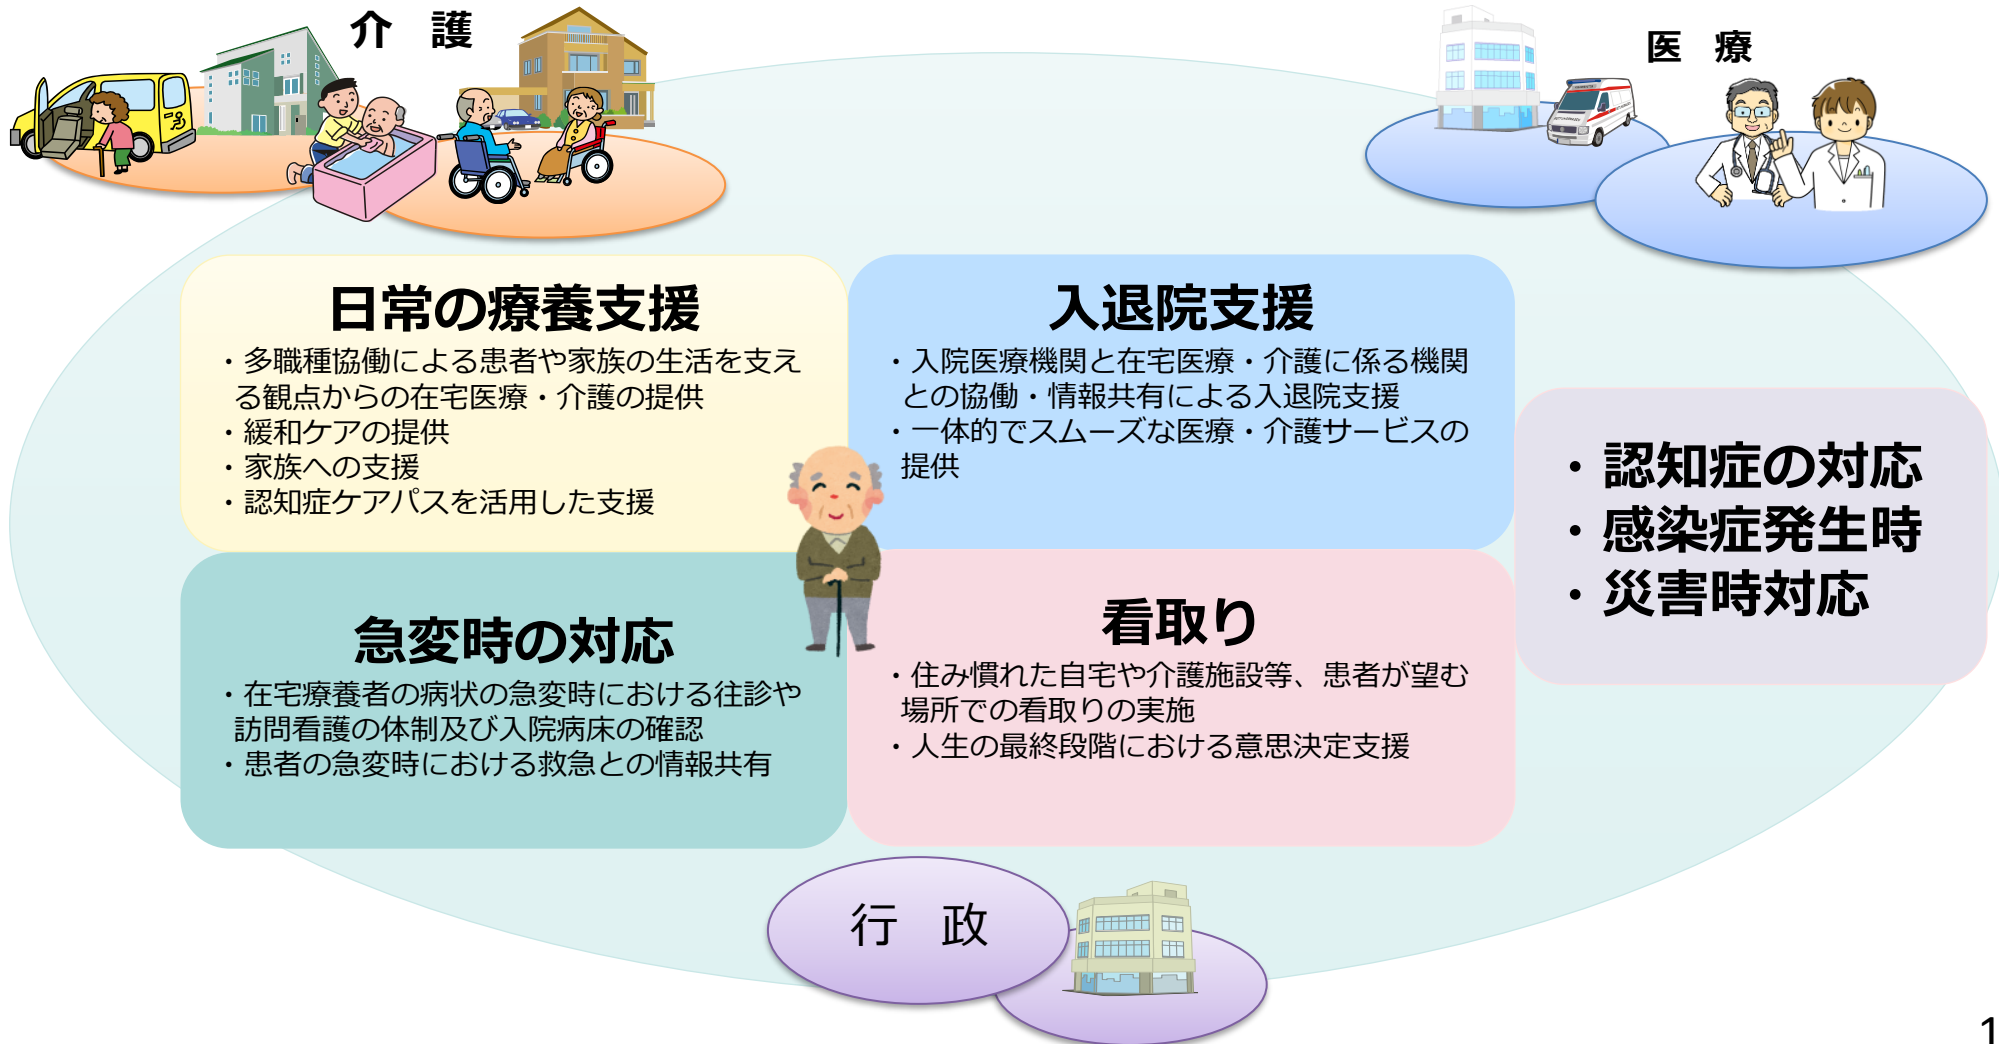 介　護
医　療
日常の療養支援
・多職種協働による患者や家族の生活を支え
る観点からの在宅医療・介護の提供
・緩和ケアの提供
・家族への支援
・認知症ケアパスを活用した支援
入退院支援
・入院医療機関と在宅医療・介護に係る機関
との協働・情報共有による入退院支援
・一体的でスムーズな医療・介護サービスの
提供
急変時の対応
・在宅療養者の病状の急変時における往診や
訪問看護の体制及び入院病床の確認
・患者の急変時における救急との情報共有
看取り
・住み慣れた自宅や介護施設等、患者が望む
場所での看取りの実施
・人生の最終段階における意思決定支援
・認知症の対応
・感染症発生時
・災害時対応
行　政
1